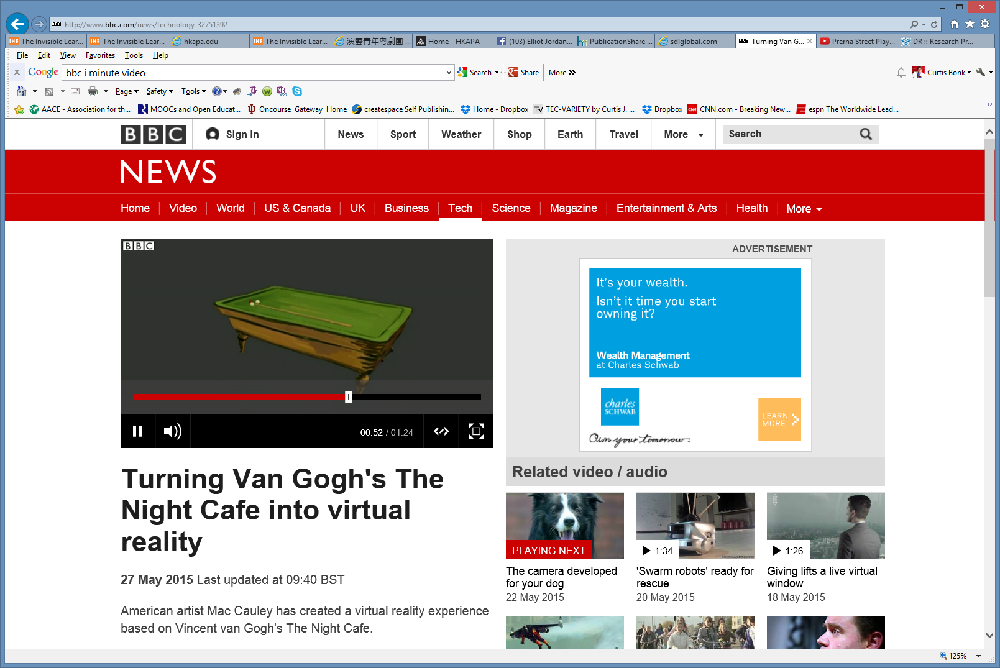 http://www.bbc.com/news/technology-32751392
IHE The Invisible Lear...
IHE The Invisible Lear...
hkapa.edu
IHE The Invisible Lear...
演藝青年粵劇團 ...
Home - HKAPA
(103) Elliot Jordan...
PublicationShare ...
sdlglobal.com
BBC Turning Van G...
Prerna Street Play...
DR :: Research Pr...
File Edit View Favorites Tools Help
x Google bbc i minute video Search Share More »
Curtis Bonk
Page Safety Tools
AACE - Association for th... MOOCs and Open Educat... Oncourse Gateway Home createspace Self Publishin... Home - Dropbox TV TEC-VARIETY by Curtis J. ... Dropbox CNN CNN.com - Breaking New... espn The Worldwide Lead...
BBC Sign in News Sport Weather Shop Earth Travel More Search
NEWS
Home Video World US & Canada UK Business Tech Science Magazine Entertainment & Arts Health More
BBC
00:52 / 01:24
Turning Van Gogh's The
Night Cafe into virtual
reality
27 May 2015 Last updated at 09:40 BST
American artist Mac Cauley has created a virtual reality experience
based on Vincent van Gogh's The Night Cafe.
ADVERTISEMENT
It's your wealth.
Isn't it time you start
owning it?
Wealth Management
at Charles Schwab
charles
SCHWAB
LEARN
MORE
Own your tomorrow
Related video / audio
PLAYING NEXT
The camera developed
for your dog
22 May 2015
1:34
'Swarm robots' ready for
rescue
20 May 2015
1:26
Giving lifts a live virtual
window
18 May 2015
125%